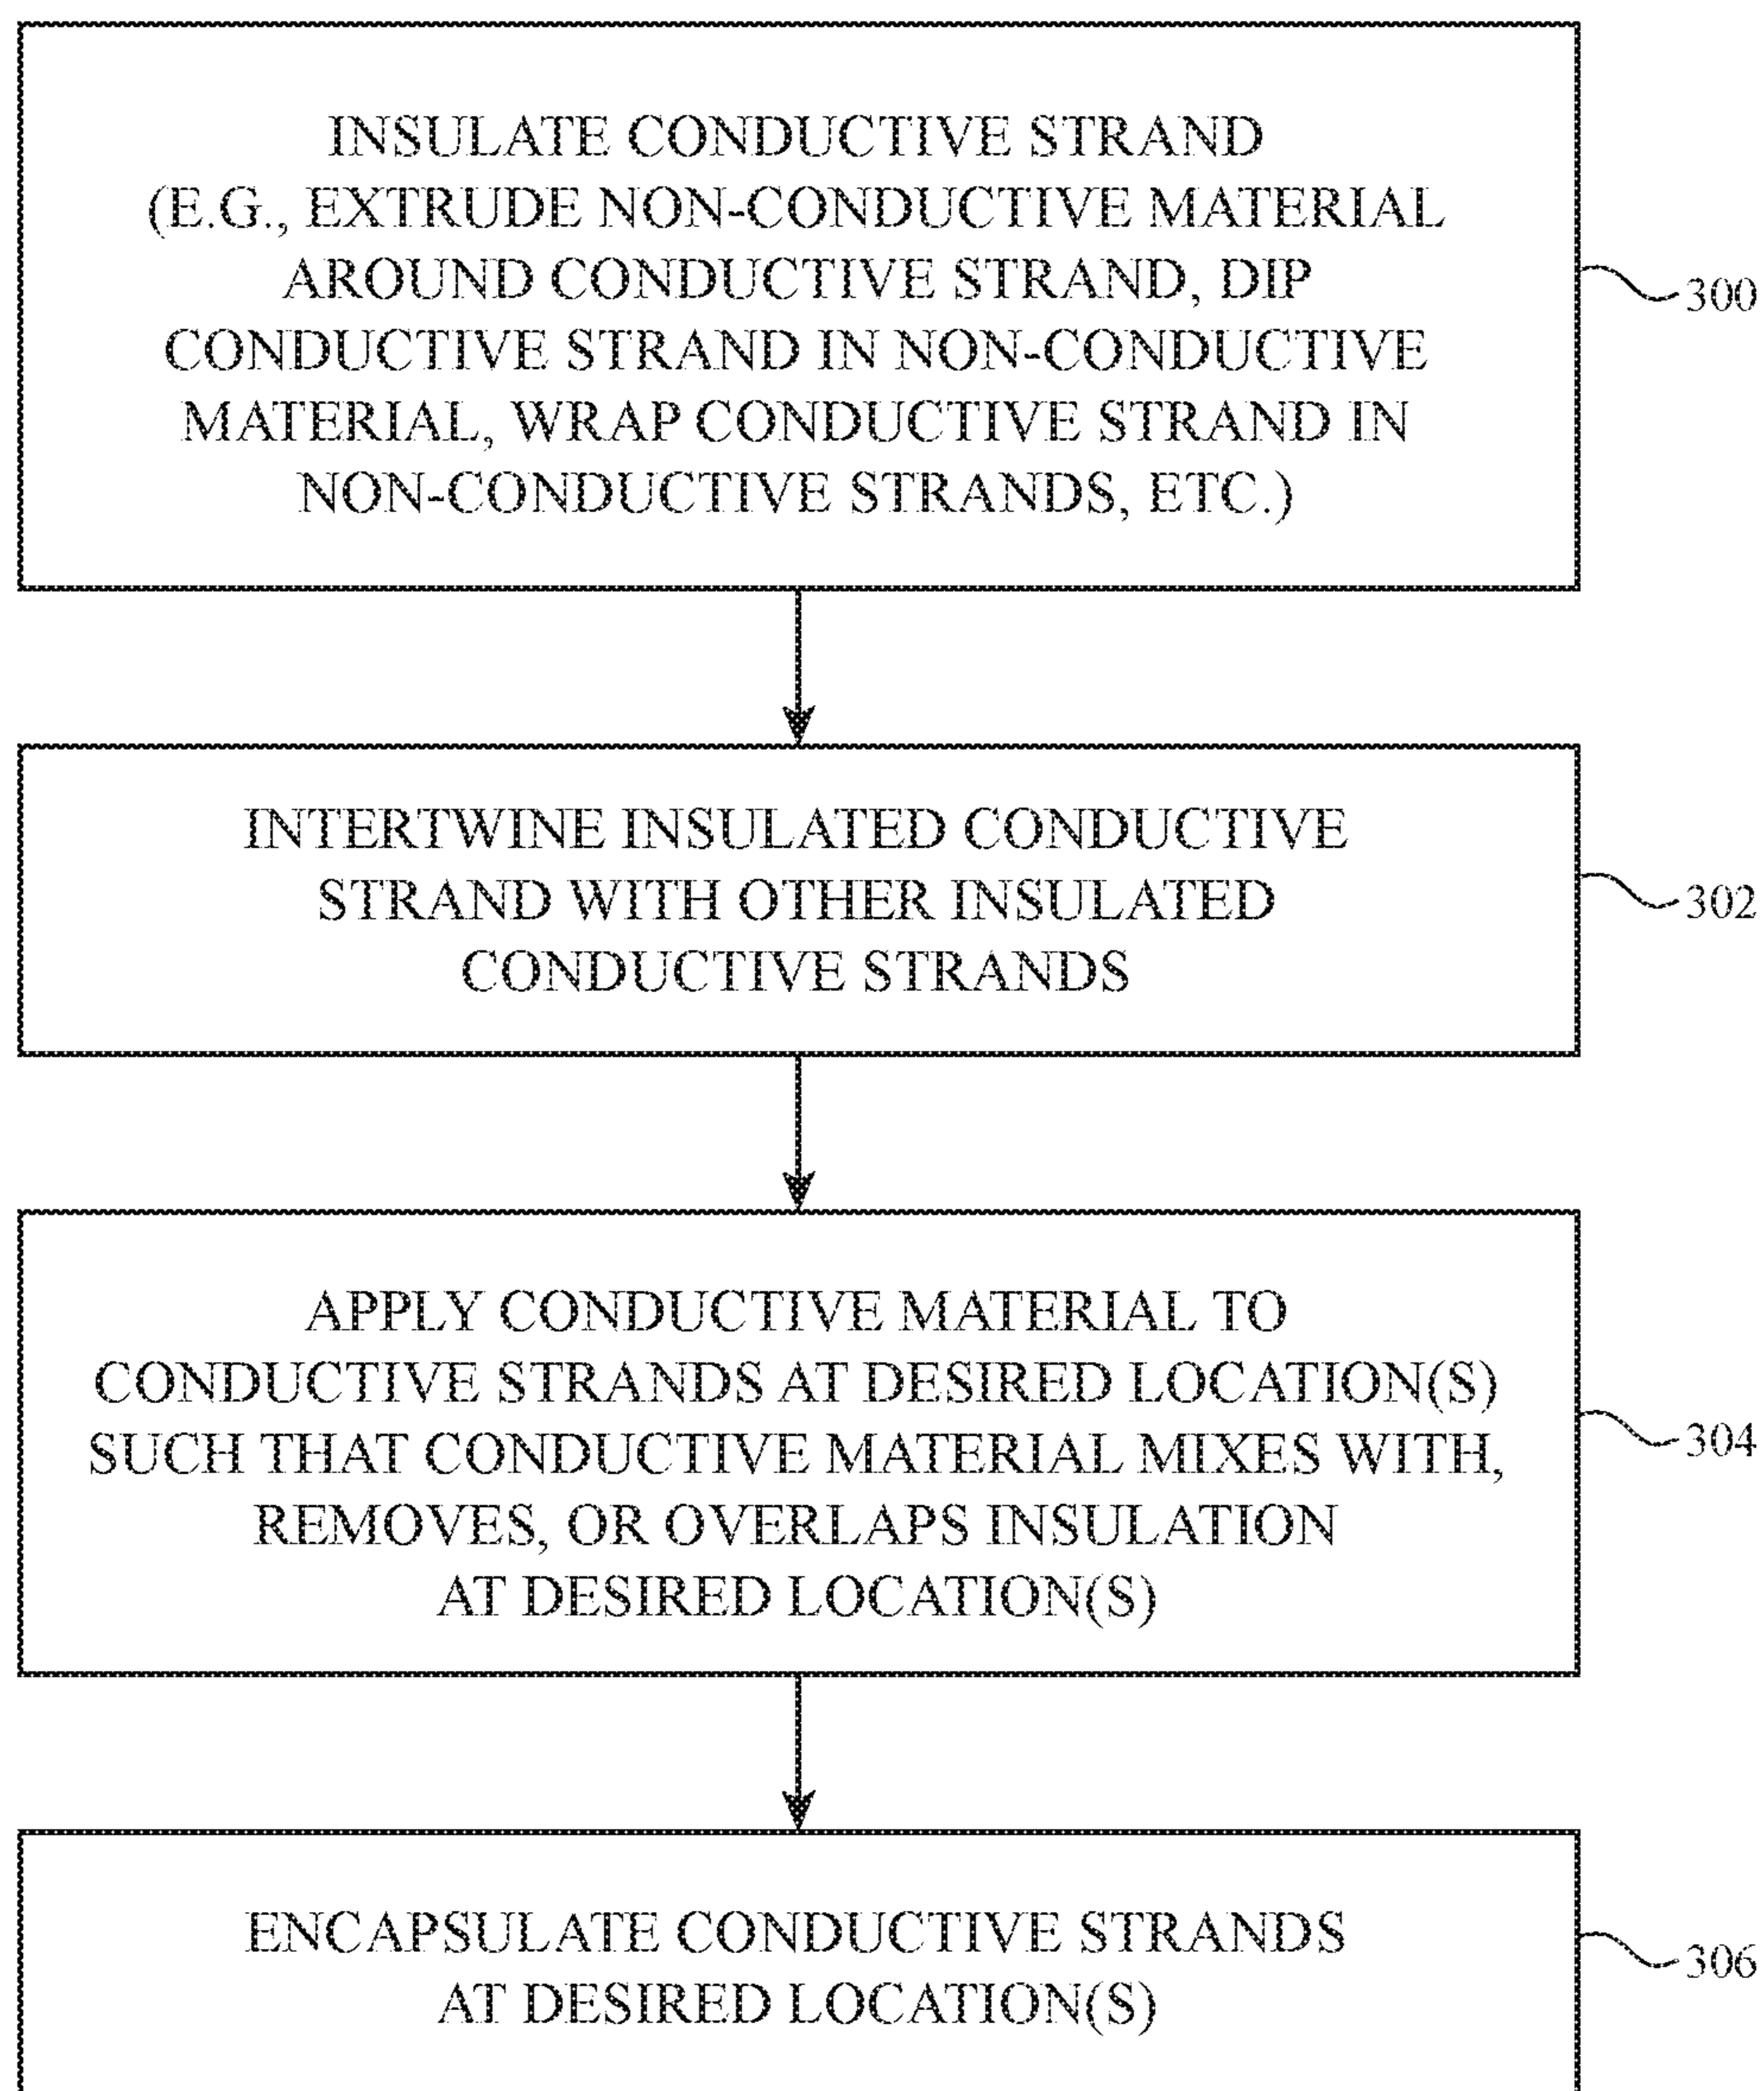 INSULATE CONDUCTIVE STRAND
(E.G., EXTRUDE NON-CONDUCTIVE MATERIAL
AROUND CONDUCTIVE STRAND, DIP
CONDUCTIVE STRAND IN NON-CONDUCTIVE
MATERIAL, WRAP CONDUCTIVE STRAND IN
NON-CONDUCTIVE STRANDS, ETC.)
300
INTERTWINE INSULATED CONDUCTIVE
STRAND WITH OTHER INSULATED
CONDUCTIVE STRANDS
302
APPLY CONDUCTIVE MATERIAL TO
CONDUCTIVE STRANDS AT DESIRED LOCATION(S)
SUCH THAT CONDUCTIVE MATERIAL MIXES WITH,
REMOVES, OR OVERLAPS INSULATION
AT DESIRED LOCATION(S)
304
ENCAPSULATE CONDUCTIVE STRANDS
AT DESIRED LOCATION(S)
306